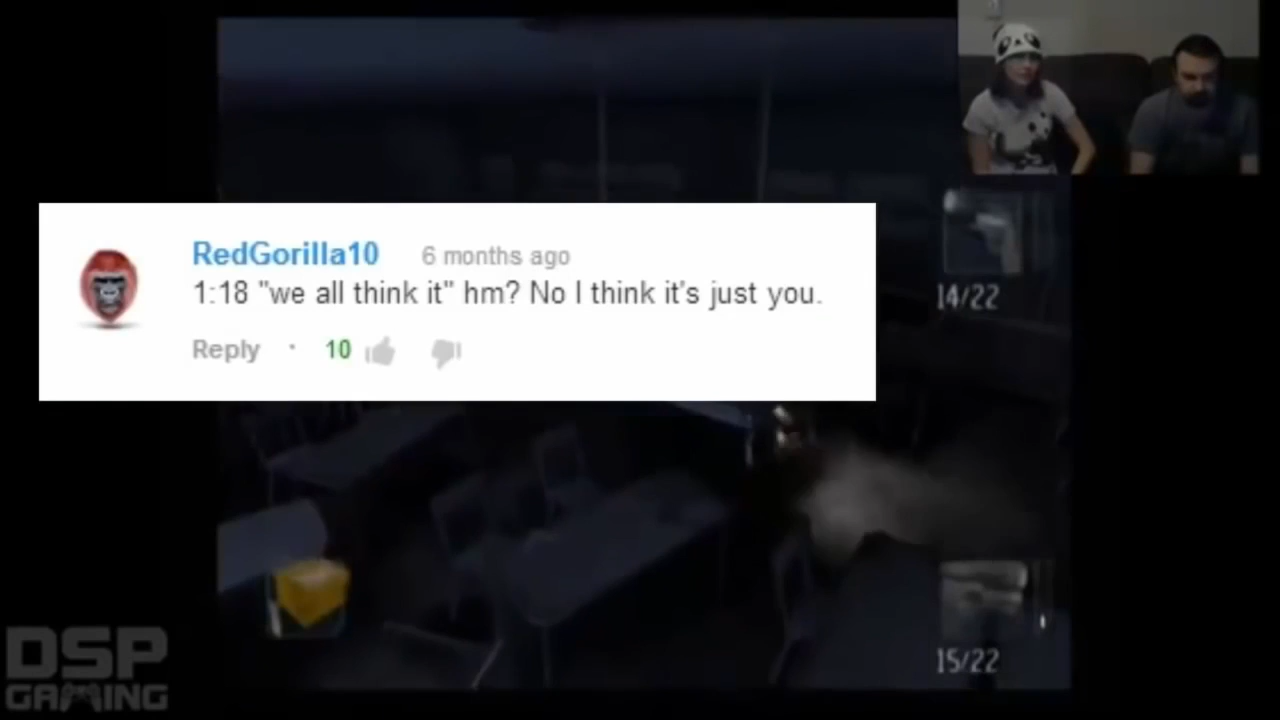 RedGorilla10 6 months ago
1:18 "we all think it" hm? No I think it's just you.
Reply · 10
14/22
15/22
DSP
GAMING